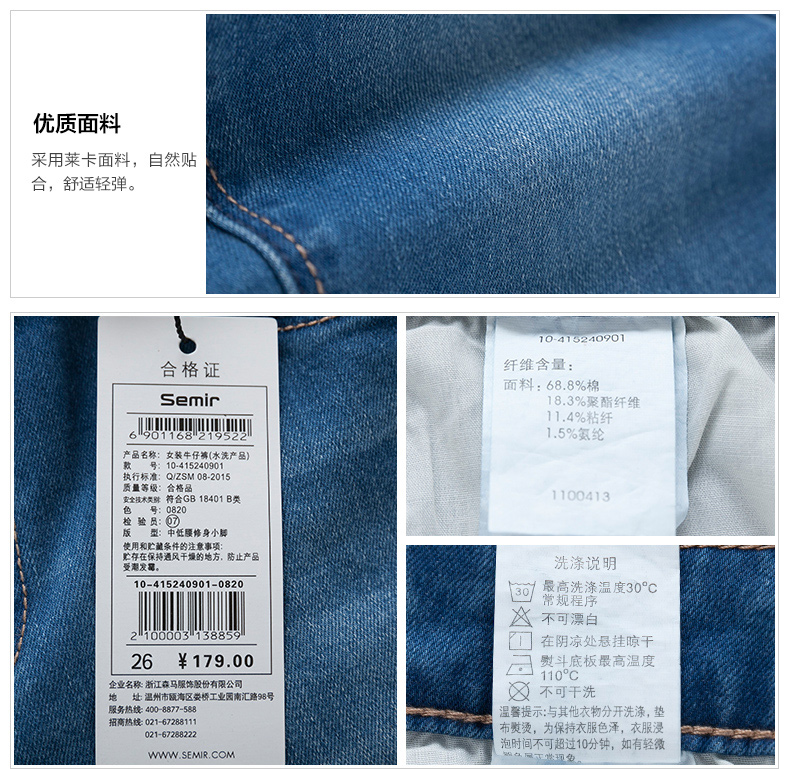 优质面料
采用莱卡面料，自然贴
合，舒适轻弹。
合格证
Semir
6 901168 219522
产品名称：女装牛仔裤(水洗产品)
款 号：10-415240901
执行标准：Q/ZSM 08-2015
质量等级：合格品
安全技术类别：符合GB 18401 B类
色 号：0820
检 验 员：07
版 型：中低腰修身小脚
使用和贮藏条件的注意事项：
贮存在保持通风干燥的地方，防止产品
受潮发霉。
10-415240901-0820
2 100003 138859
26 ￥179.00
企业名称：浙江森马服饰股份有限公司
地 址：温州市瓯海区娄桥工业园南汇路98号
服务热线：400-8877-588
招商热线：021-67288111
021-67288222
WWW.SEMIR.COM
10-415240901
纤维含量：
面料：68.8%棉
18.3%聚酯纤维
11.4%粘纤
1.5%氨纶
1100413
洗涤说明
30 最高洗涤温度30°C
常规程序
不可漂白
在阴凉处悬挂晾干
熨斗底板最高温度
110°C
不可干洗
温馨提示：与其他衣物分开洗涤，垫
布熨烫，为保持衣服色泽，衣服浸
泡时间不可超过10分钟，如有轻微